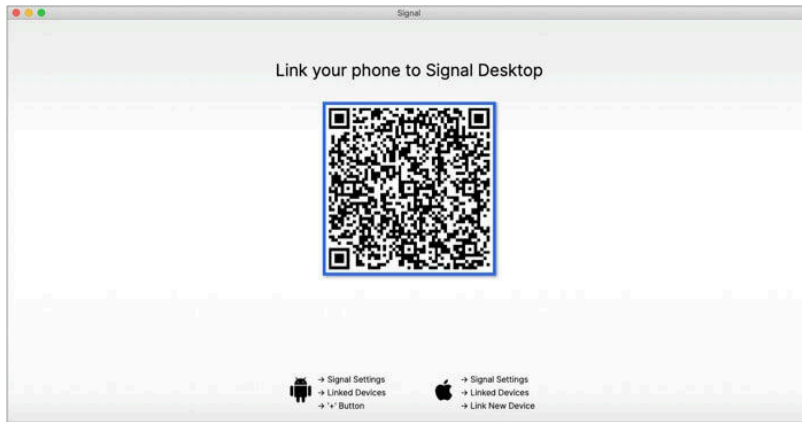 Signal
Link your phone to Signal Desktop
→ Signal Settings
→ Linked Devices
→ '+' Button
→ Signal Settings
→ Linked Devices
→ Link New Device